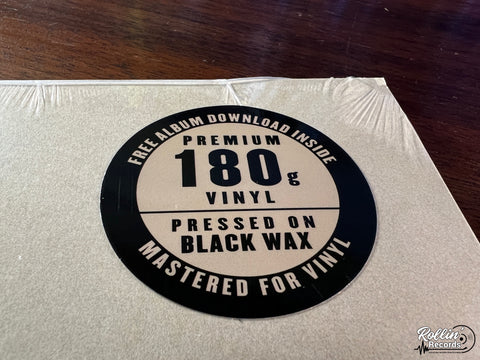 FREE ALBUM DOWNLOAD INSIDE
PREMIUM
180g
VINYL
PRESSED ON
BLACK WAX
MASTERED FOR VINYL
Rollin'
Records